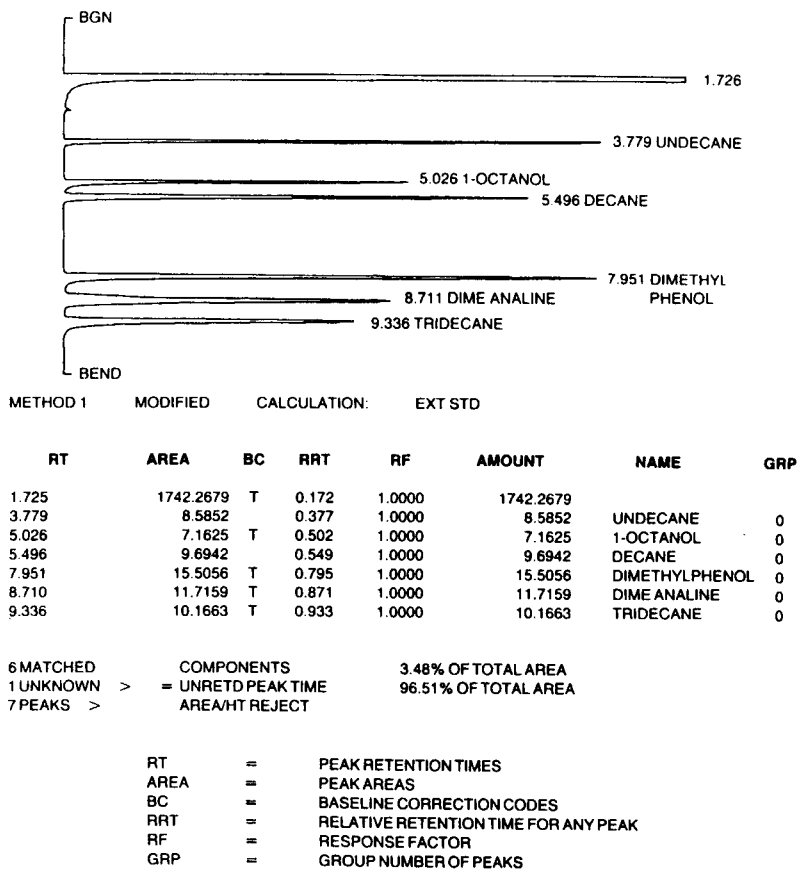 BGN
1.726
3.779 UNDECANE
5.026 1-OCTANOL
5.496 DECANE
7.951 DIMETHYL
PHENOL
8.711 DIME ANALINE
9.336 TRIDECANE
BEND
METHOD 1 MODIFIED CALCULATION: EXT STD
RT AREA BC RRT RF AMOUNT NAME GRP
1.725 1742.2679 T 0.172 1.0000 1742.2679
3.779 8.5852 0.377 1.0000 8.5852 UNDECANE 0
5.026 7.1625 T 0.502 1.0000 7.1625 1-OCTANOL 0
5.496 9.6942 0.549 1.0000 9.6942 DECANE 0
7.951 15.5056 T 0.795 1.0000 15.5056 DIMETHYLPHENOL 0
8.710 11.7159 T 0.871 1.0000 11.7159 DIME ANALINE 0
9.336 10.1663 T 0.933 1.0000 10.1663 TRIDECANE 0
6 MATCHED COMPONENTS 3.48% OF TOTAL AREA
1 UNKNOWN > = UNRETD PEAK TIME 96.51% OF TOTAL AREA
7 PEAKS > AREA/HT REJECT
RT = PEAK RETENTION TIMES
AREA = PEAK AREAS
BC = BASELINE CORRECTION CODES
RRT = RELATIVE RETENTION TIME FOR ANY PEAK
RF = RESPONSE FACTOR
GRP = GROUP NUMBER OF PEAKS